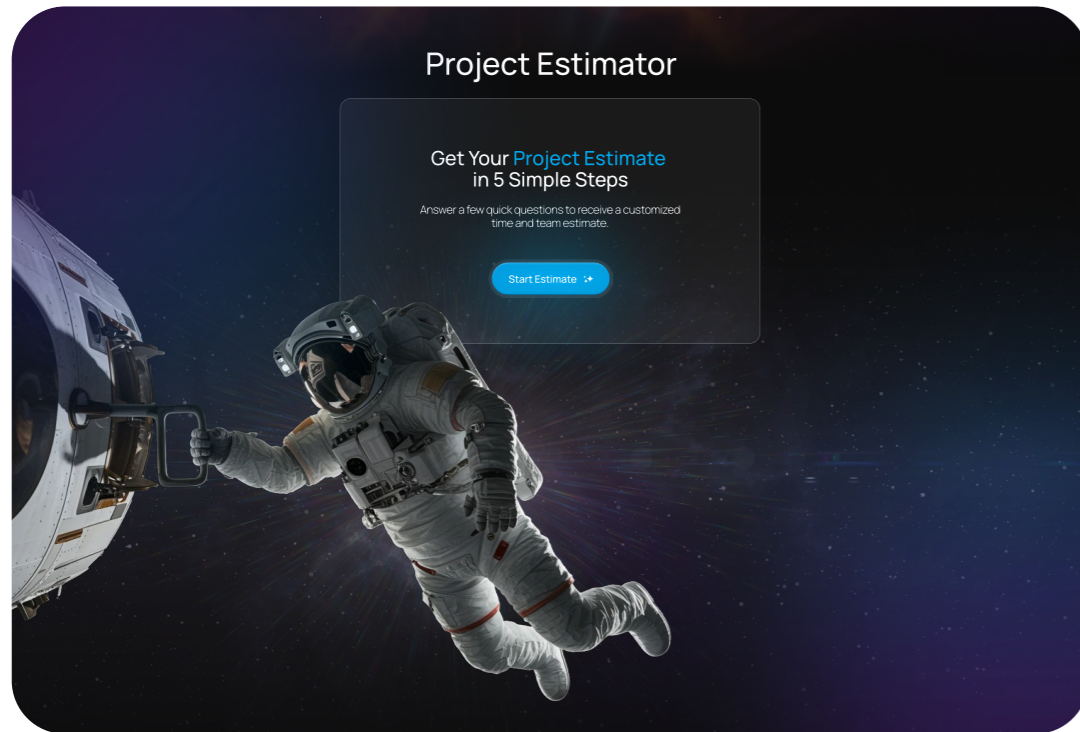 Project Estimator
Get Your Project Estimate
in 5 Simple Steps
Answer a few quick questions to receive a customized
time and team estimate.
Start Estimate